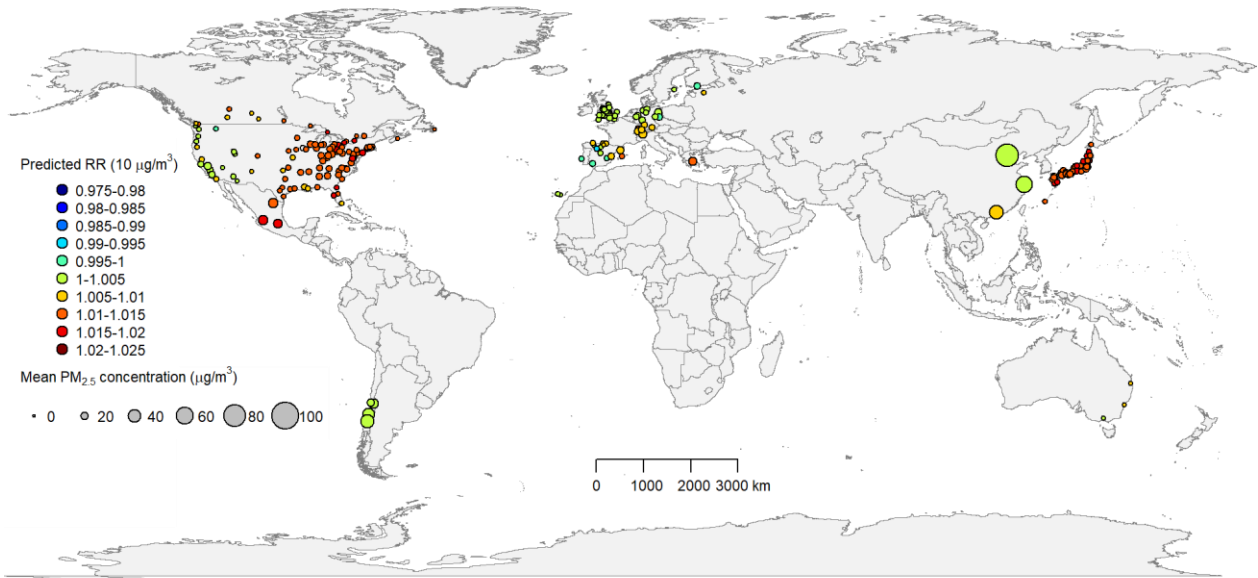 Predicted RR (10 μg/m³)
0.975-0.98
0.98-0.985
0.985-0.99
0.99-0.995
0.995-1
1-1.005
1.005-1.01
1.01-1.015
1.015-1.02
1.02-1.025
Mean PM₂.₅ concentration (μg/m³)
0 20 40 60 80 100
0 1000 2000 3000 km